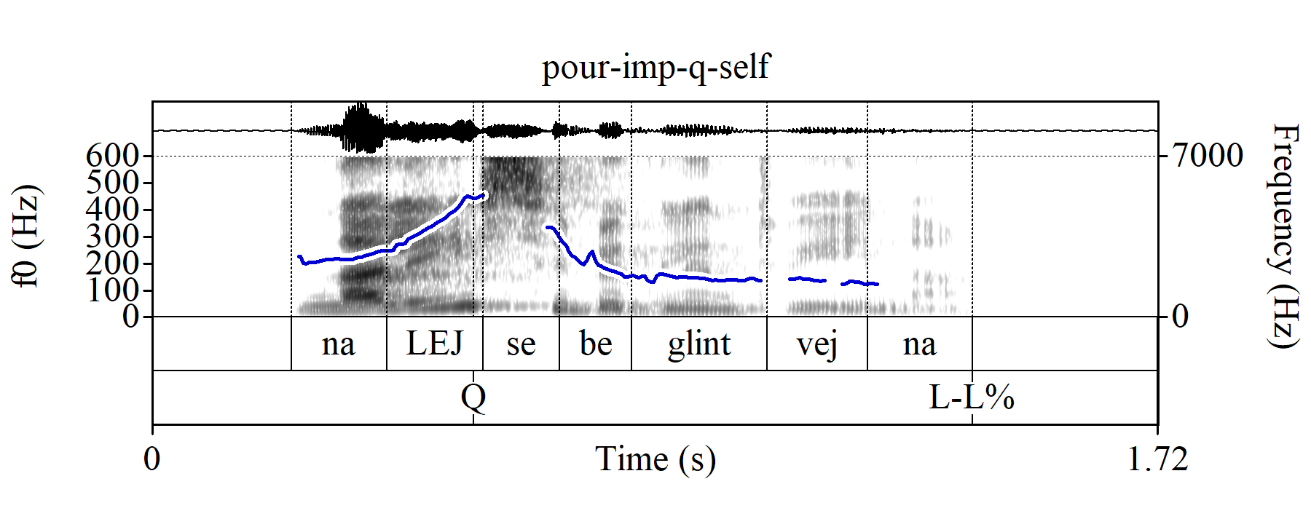 pour-imp-q-self
600
500
400
300
200
100
0
f0 (Hz)
7000
0
Frequency (Hz)
na LEJ se be glint vej na
Q L-L%
0 Time (s) 1.72